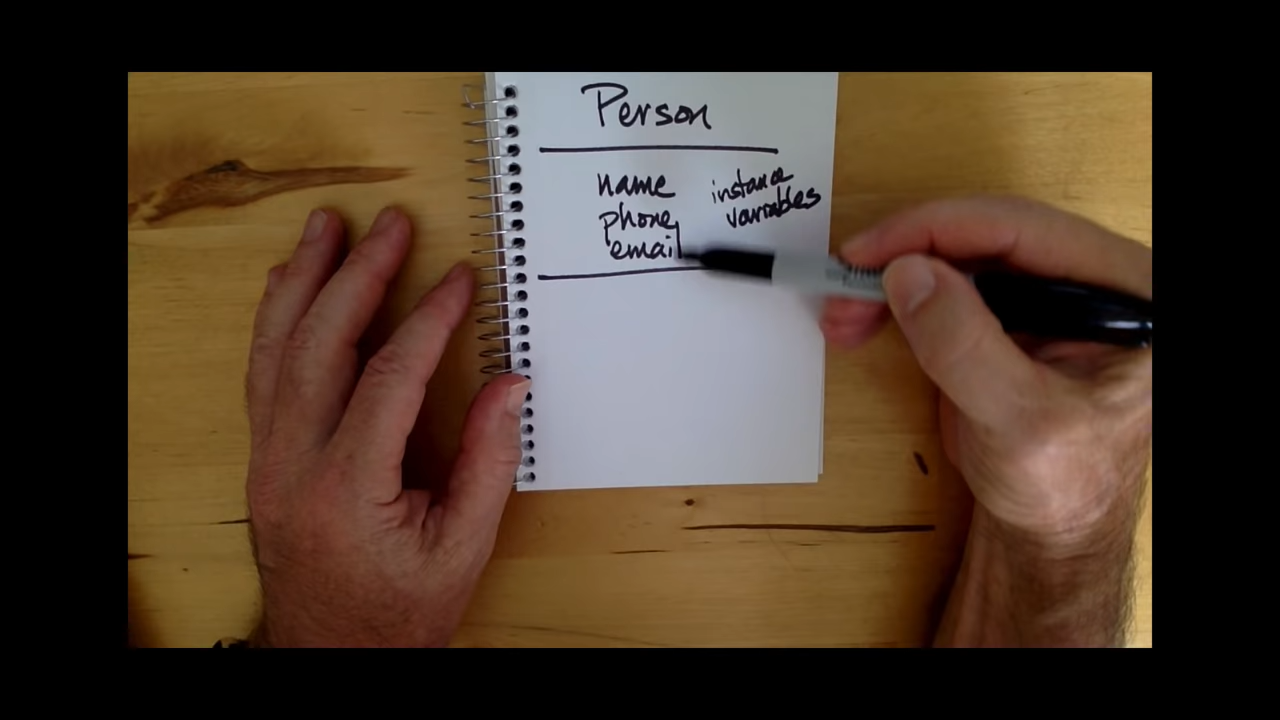 Person
name
phone
email
instance
variables